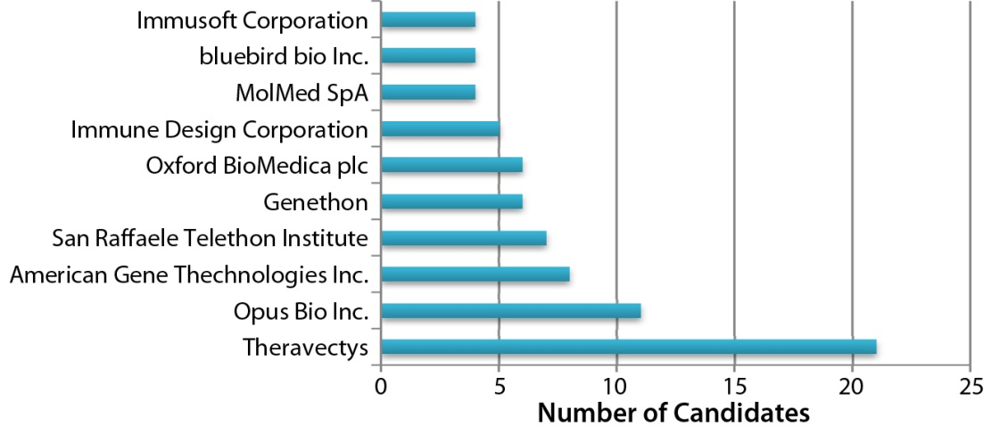 Immusoft Corporation
bluebird bio Inc.
MolMed SpA
Immune Design Corporation
Oxford BioMedica plc
Genethon
San Raffaele Telethon Institute
American Gene Thechnologies Inc.
Opus Bio Inc.
Theravectys
0 5 10 15 20 25
Number of Candidates